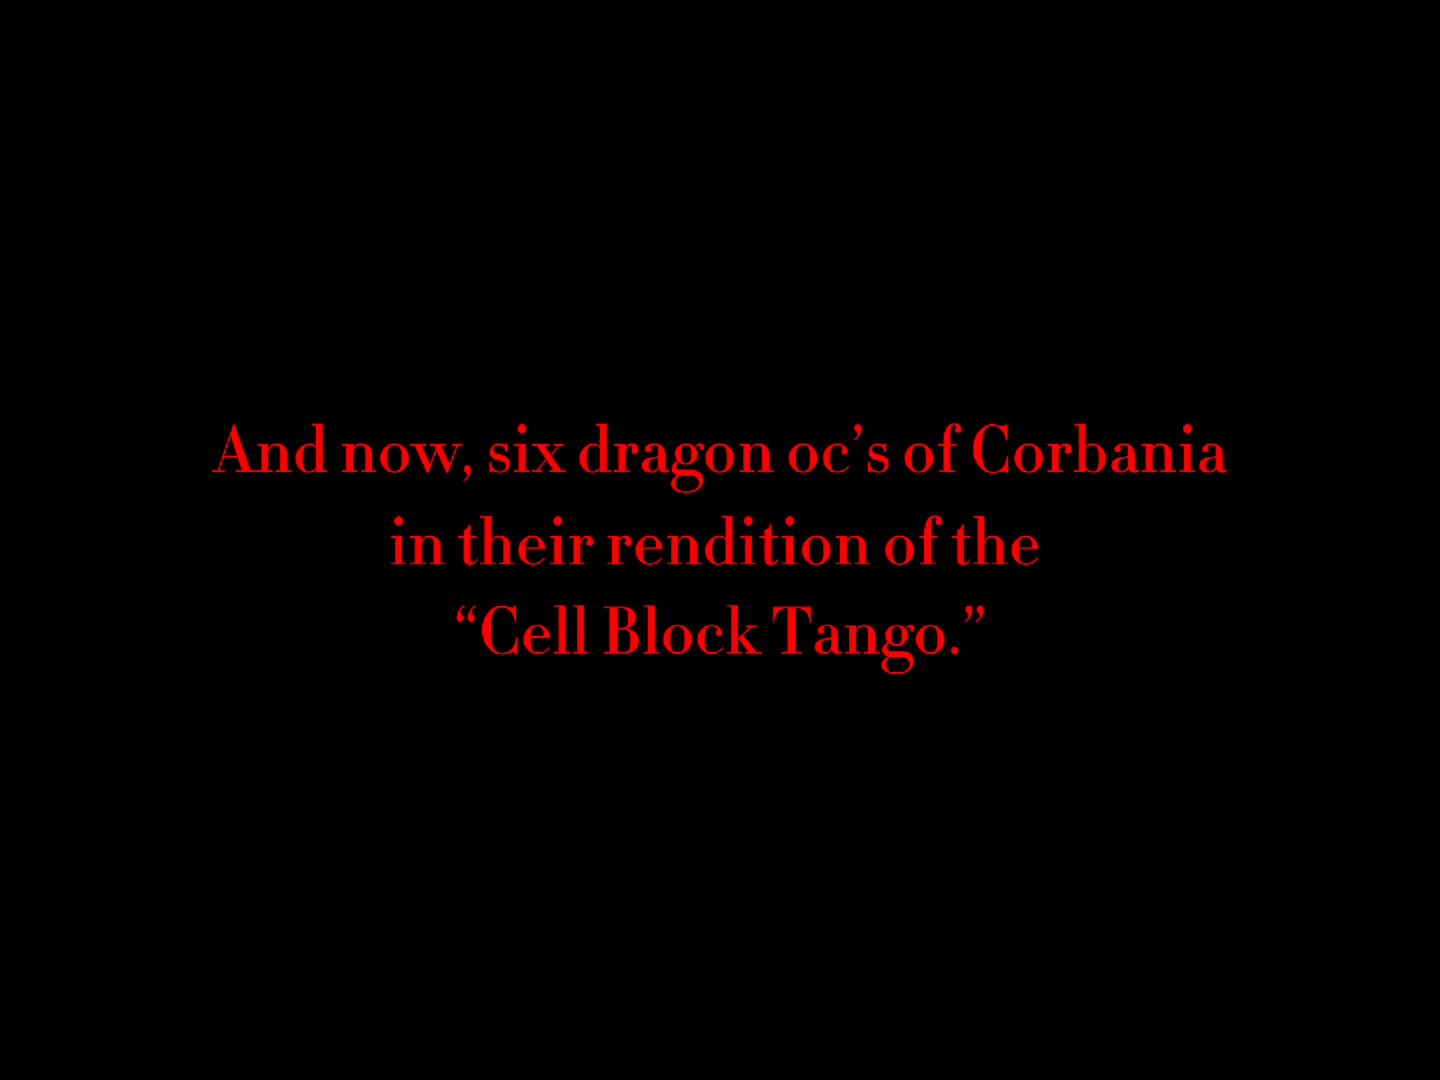 And now, six dragon oc’s of Corbania
in their rendition of the
“Cell Block Tango.”